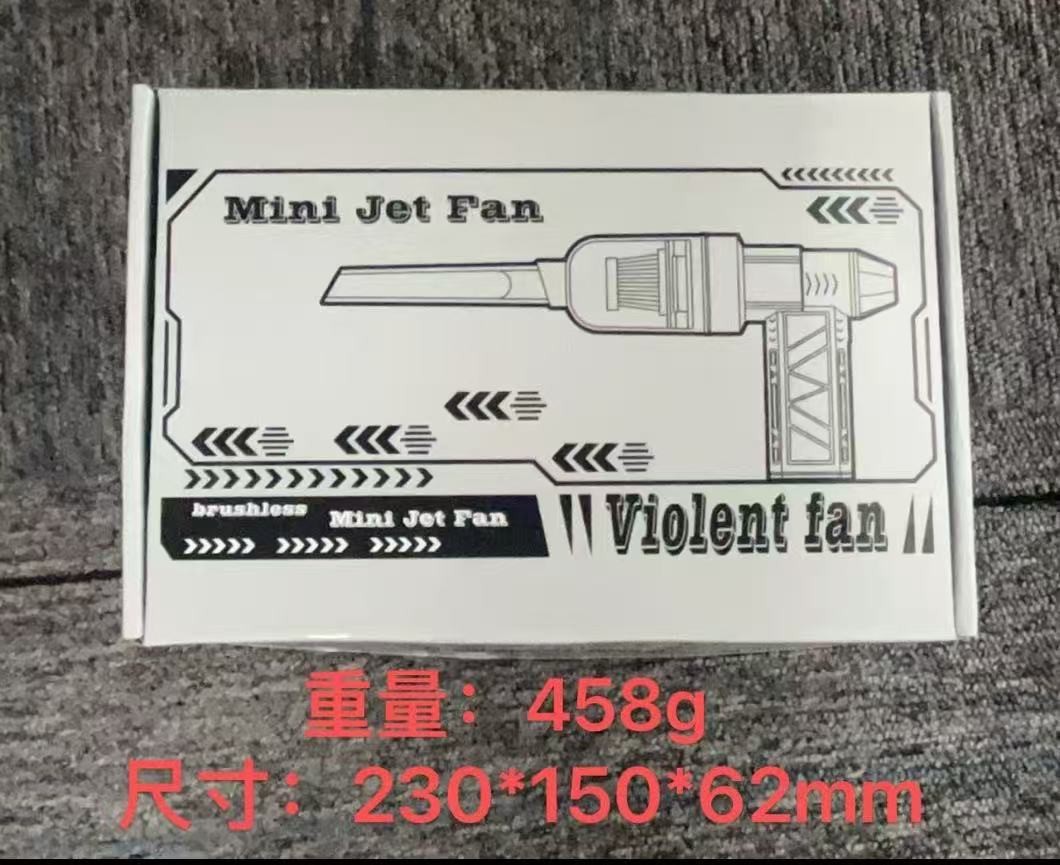 Mini Jet Fan
brushless
Mini Jet Fan
Violent fan
重量：458g
尺寸：230*150*62mm